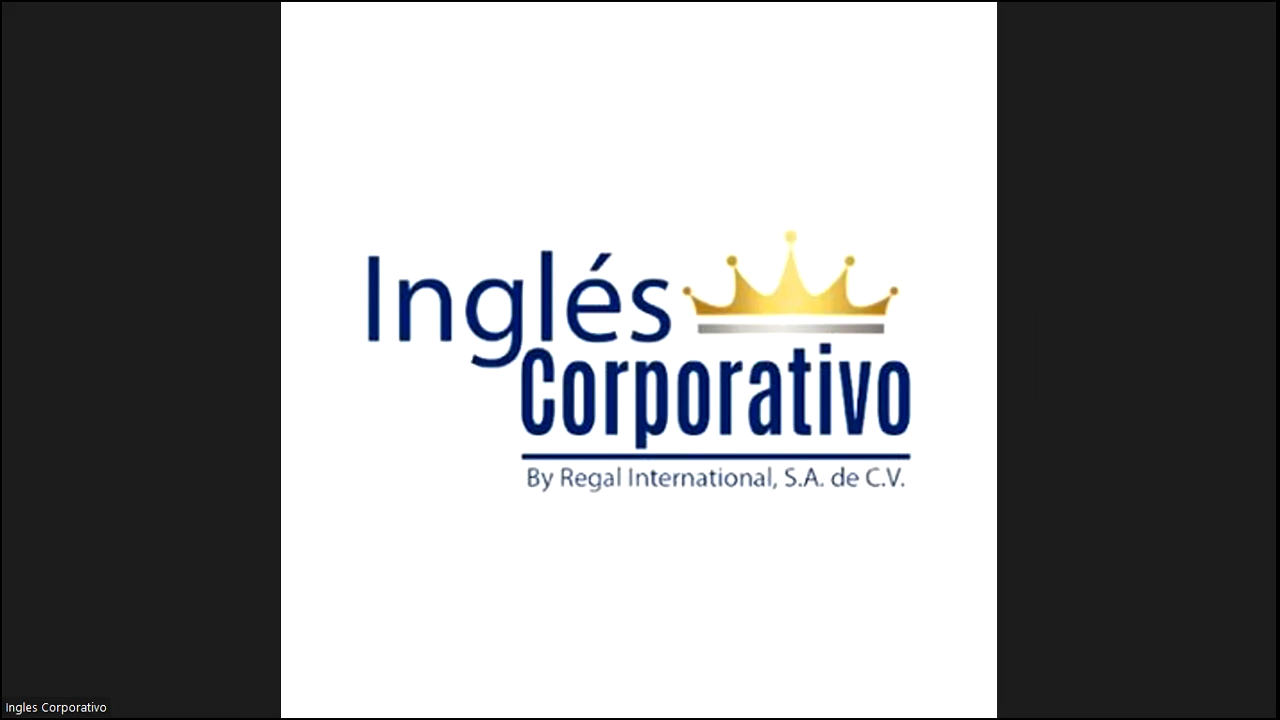 Inglés
Corporativo
By Regal International, S.A. de C.V.
Ingles Corporativo